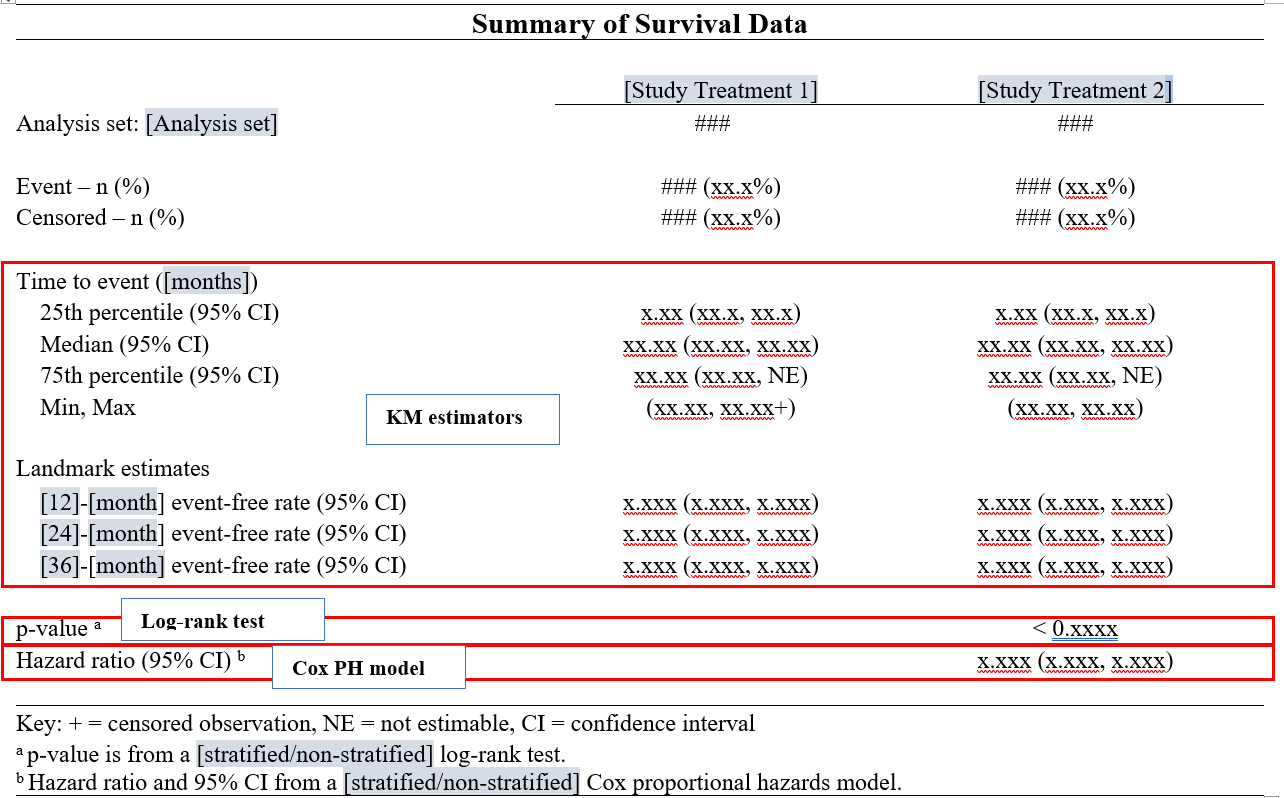 Summary of Survival Data
[Study Treatment 1] [Study Treatment 2]
Analysis set: [Analysis set] ### ###
Event – n (%) ### (xx.x%) ### (xx.x%)
Censored – n (%) ### (xx.x%) ### (xx.x%)
Time to event ([months])
25th percentile (95% CI) x.xx (xx.x, xx.x) x.xx (xx.x, xx.x)
Median (95% CI) xx.xx (xx.xx, xx.xx) xx.xx (xx.xx, xx.xx)
75th percentile (95% CI) xx.xx (xx.xx, NE) xx.xx (xx.xx, NE)
Min, Max (xx.xx, xx.xx+) (xx.xx, xx.xx)
KM estimators
Landmark estimates
[12]-[month] event-free rate (95% CI) x.xxx (x.xxx, x.xxx) x.xxx (x.xxx, x.xxx)
[24]-[month] event-free rate (95% CI) x.xxx (x.xxx, x.xxx) x.xxx (x.xxx, x.xxx)
[36]-[month] event-free rate (95% CI) x.xxx (x.xxx, x.xxx) x.xxx (x.xxx, x.xxx)
p-value ᵃ Log-rank test < 0.xxxx
Hazard ratio (95% CI) ᵇ Cox PH model x.xxx (x.xxx, x.xxx)
Key: + = censored observation, NE = not estimable, CI = confidence interval
ᵃ p-value is from a [stratified/non-stratified] log-rank test.
ᵇ Hazard ratio and 95% CI from a [stratified/non-stratified] Cox proportional hazards model.